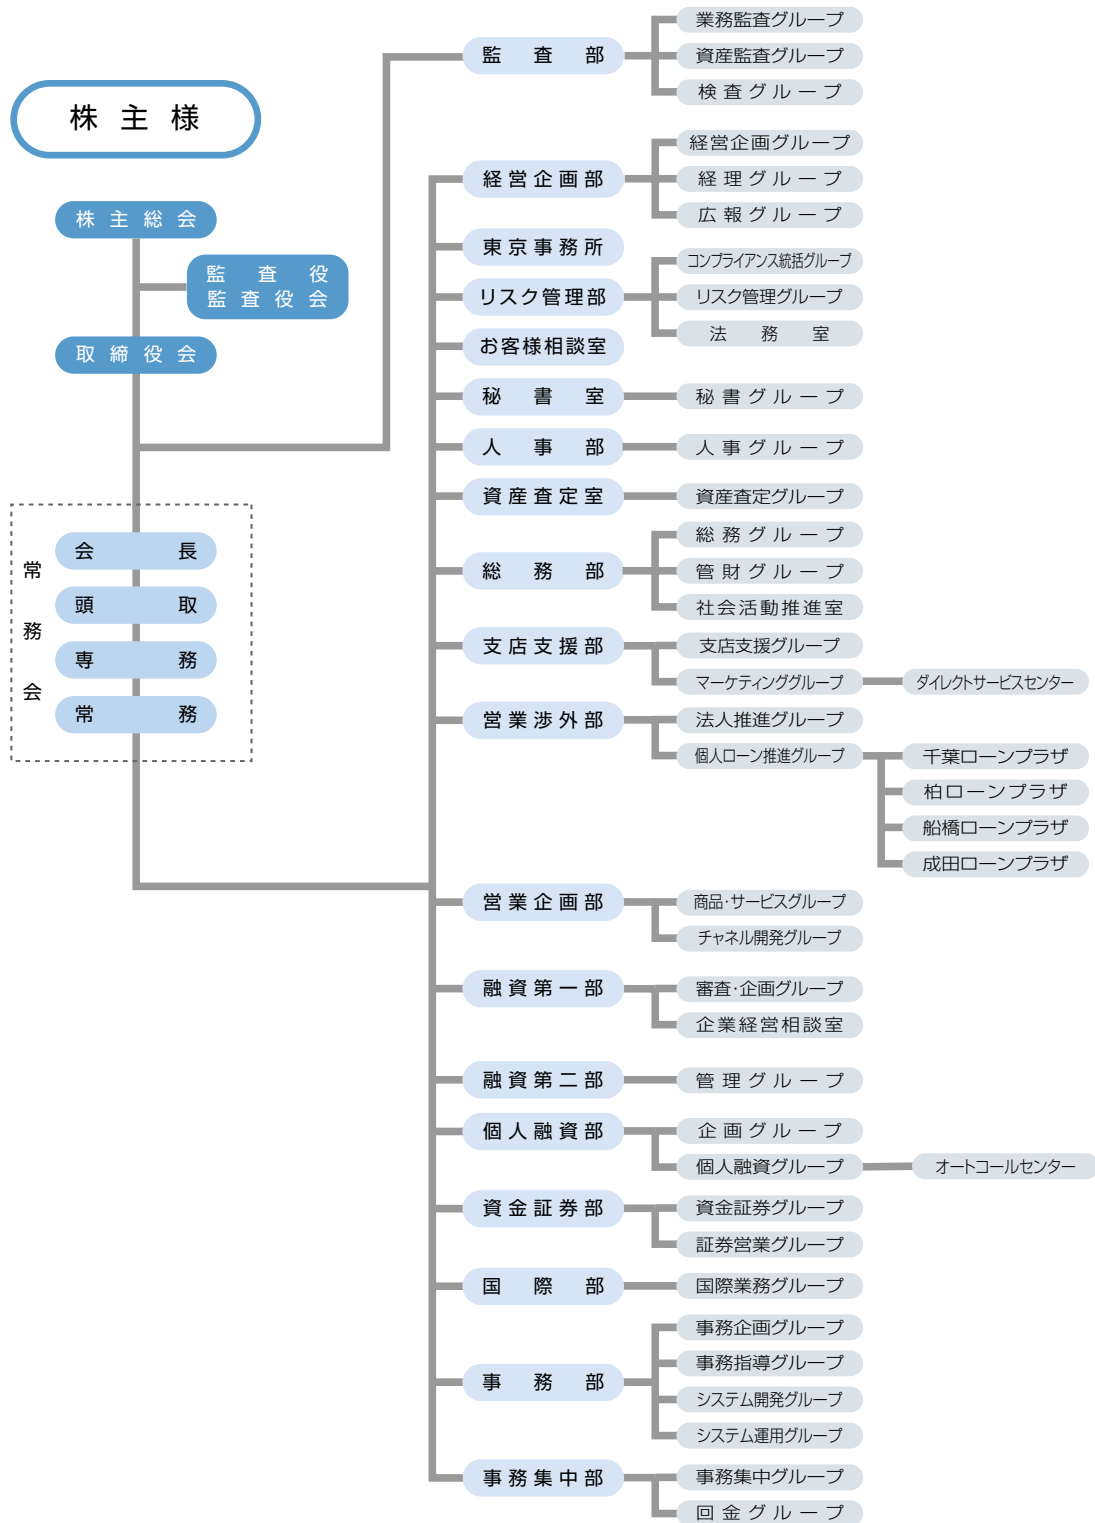 株主様
株主総会
監査役
監査役会
取締役会
常務会
会長
頭取
専務
常務
監査部
業務監査グループ
資産監査グループ
検査グループ
経営企画部
経営企画グループ
経理グループ
広報グループ
東京事務所
リスク管理部
コンプライアンス統括グループ
リスク管理グループ
法務室
お客様相談室
秘書室
秘書グループ
人事部
人事グループ
資産査定室
資産査定グループ
総務部
総務グループ
管財グループ
社会活動推進室
支店支援部
支店支援グループ
マーケティンググループ
ダイレクトサービスセンター
営業渉外部
法人推進グループ
個人ローン推進グループ
千葉ローンプラザ
柏ローンプラザ
船橋ローンプラザ
成田ローンプラザ
営業企画部
商品・サービスグループ
チャネル開発グループ
融資第一部
審査・企画グループ
企業経営相談室
融資第二部
管理グループ
個人融資部
企画グループ
個人融資グループ
オートコールセンター
資金証券部
資金証券グループ
証券営業グループ
国際部
国際業務グループ
事務部
事務企画グループ
事務指導グループ
システム開発グループ
システム運用グループ
事務集中部
事務集中グループ
回金グループ